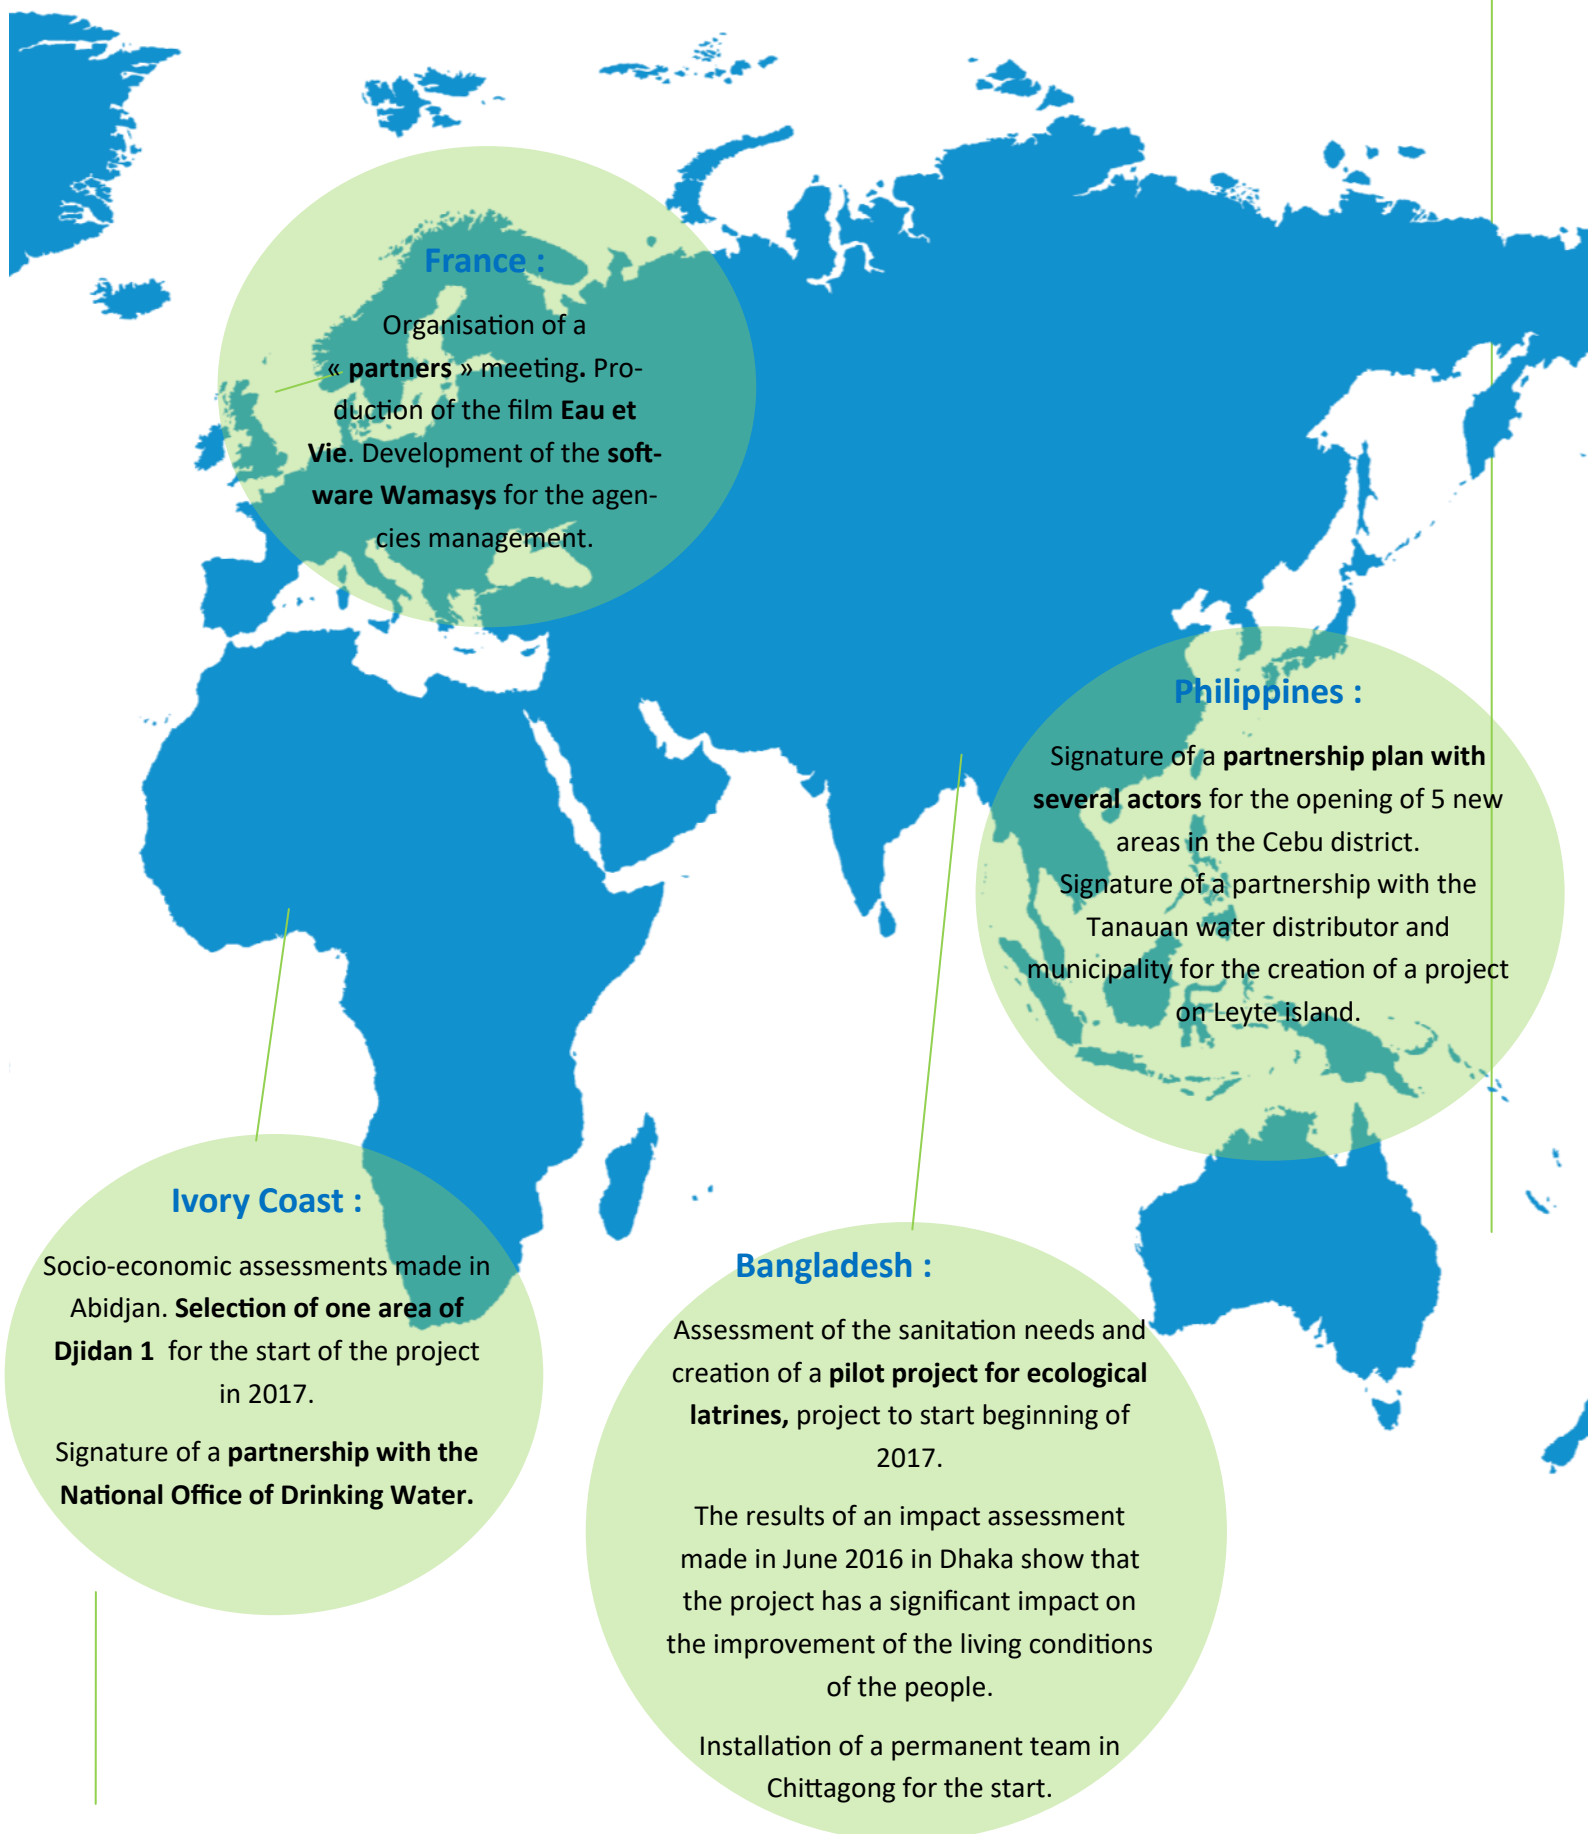 France :
Organisation of a
« partners » meeting. Pro-
duction of the film Eau et
Vie. Development of the soft-
ware Wamasys for the agen-
cies management.
Philippines :
Signature of a partnership plan with
several actors for the opening of 5 new
areas in the Cebu district.
Signature of a partnership with the
Tanauan water distributor and
municipality for the creation of a project
on Leyte island.
Ivory Coast :
Socio-economic assessments made in
Abidjan. Selection of one area of
Djidan 1 for the start of the project
in 2017.
Signature of a partnership with the
National Office of Drinking Water.
Bangladesh :
Assessment of the sanitation needs and
creation of a pilot project for ecological
latrines, project to start beginning of
2017.
The results of an impact assessment
made in June 2016 in Dhaka show that
the project has a significant impact on
the improvement of the living conditions
of the people.
Installation of a permanent team in
Chittagong for the start.